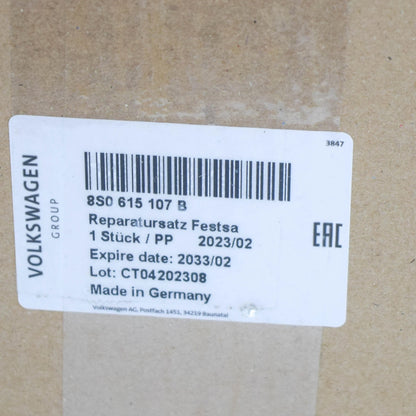 3847
VOLKSWAGEN
GROUP
8S0 615 107 B
Reparatursatz Festsa
1 Stück / PP 2023/02
Expire date: 2033/02
Lot: CT04202308
Made in Germany
EAC
Volkswagen AG, Postfach 1451, 34219 Baunatal